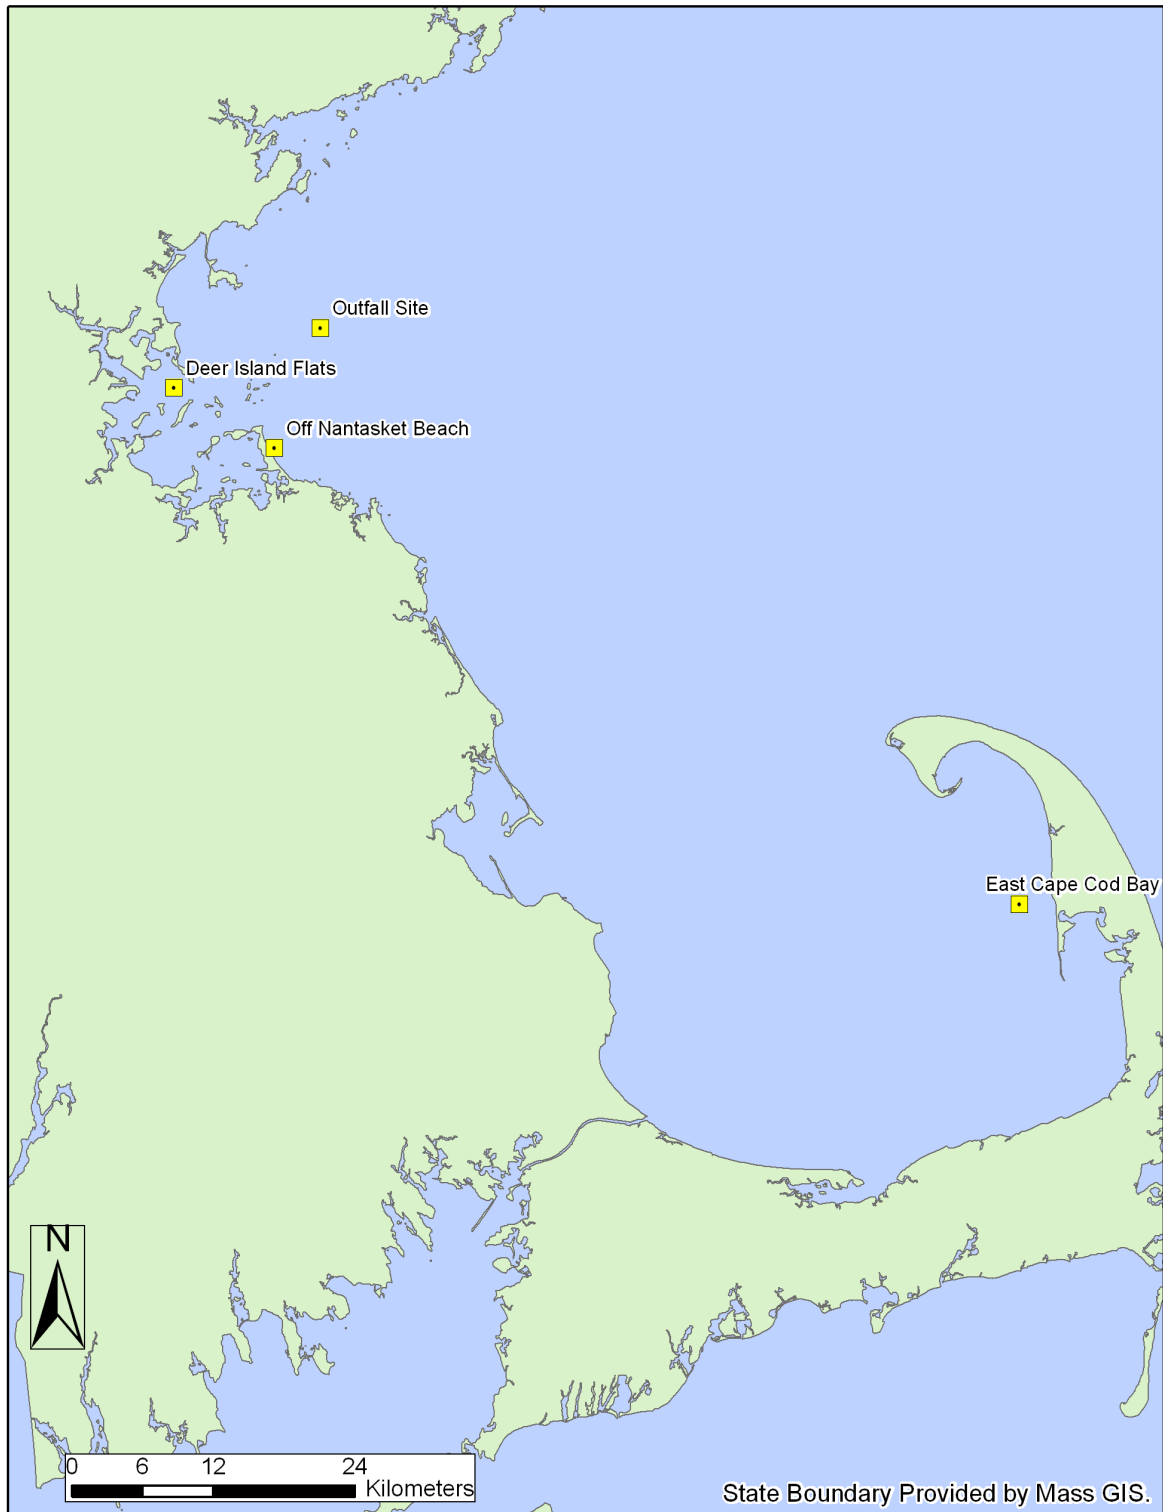 Outfall Site
Deer Island Flats
Off Nantasket Beach
East Cape Cod Bay
N
0 6 12 24
Kilometers
State Boundary Provided by Mass GIS.